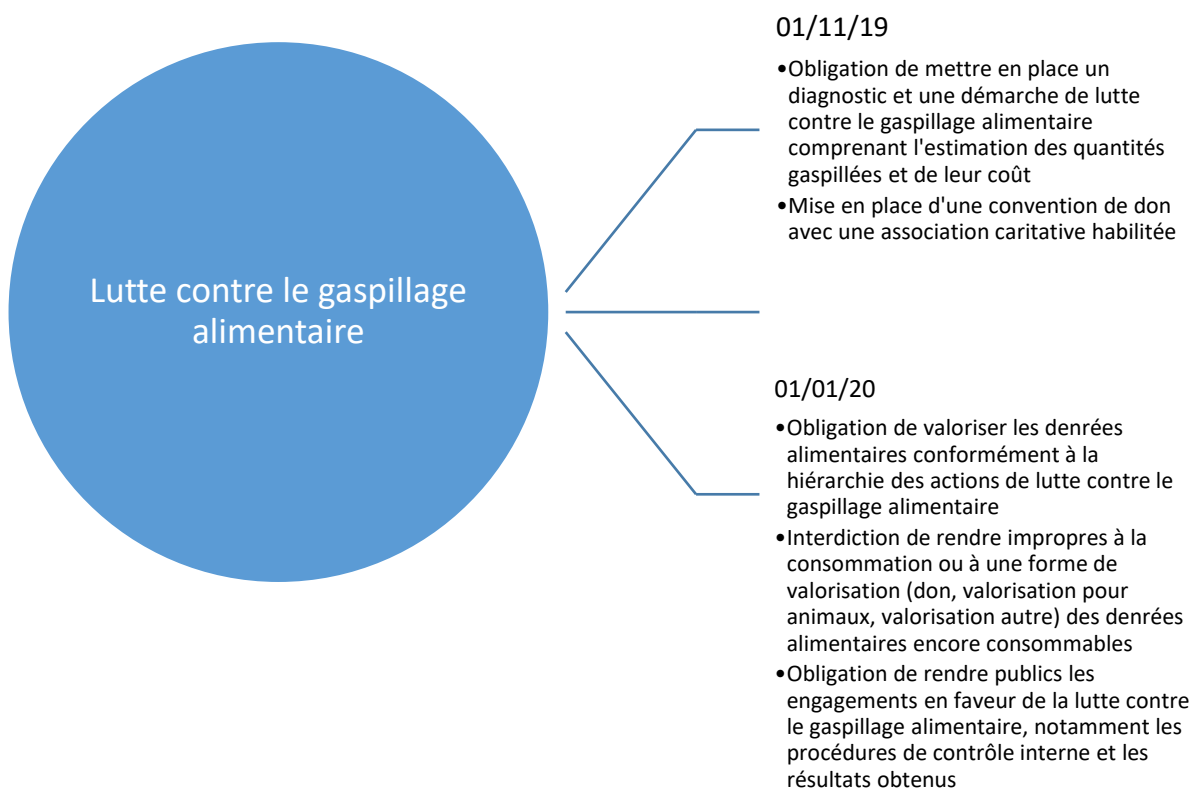 Lutte contre le gaspillage
alimentaire
01/11/19
•Obligation de mettre en place un
diagnostic et une démarche de lutte
contre le gaspillage alimentaire
comprenant l'estimation des quantités
gaspillées et de leur coût
•Mise en place d'une convention de don
avec une association caritative habilitée
01/01/20
•Obligation de valoriser les denrées
alimentaires conformément à la
hiérarchie des actions de lutte contre le
gaspillage alimentaire
•Interdiction de rendre impropres à la
consommation ou à une forme de
valorisation (don, valorisation pour
animaux, valorisation autre) des denrées
alimentaires encore consommables
•Obligation de rendre publics les
engagements en faveur de la lutte contre
le gaspillage alimentaire, notamment les
procédures de contrôle interne et les
résultats obtenus